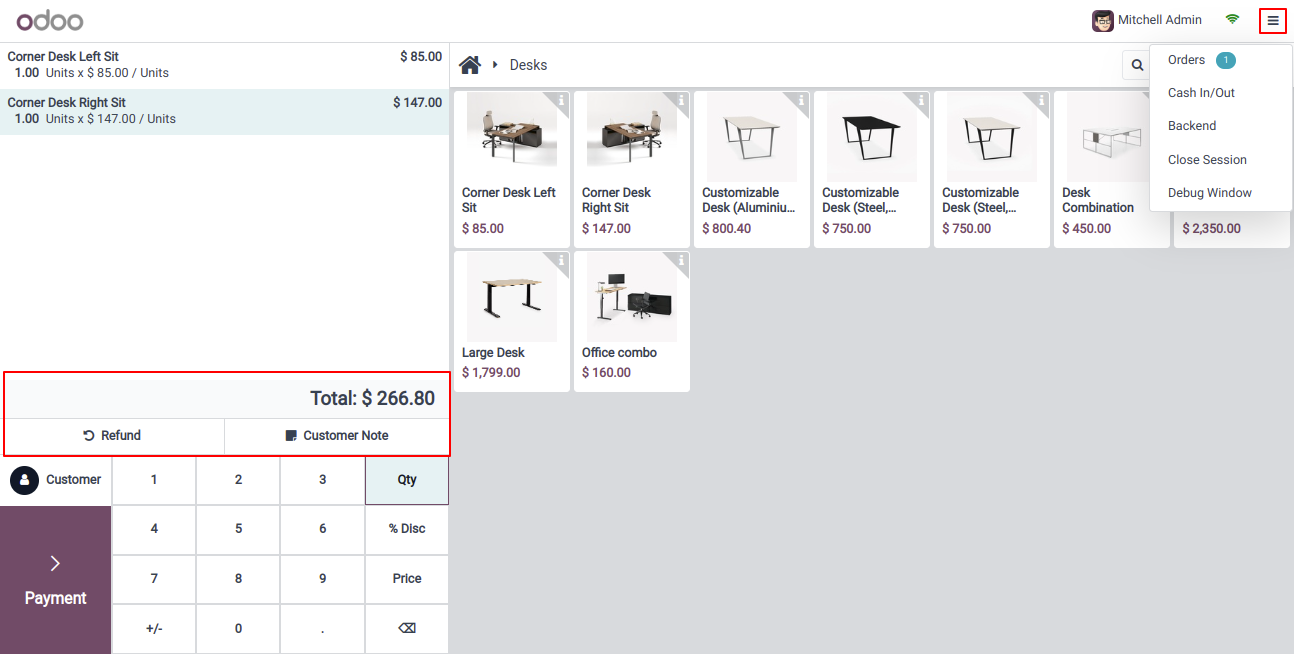 odoo
Mitchell Admin
Corner Desk Left Sit $ 85.00
1.00 Units x $ 85.00 / Units
Corner Desk Right Sit $ 147.00
1.00 Units x $ 147.00 / Units
Desks
Orders 1
Cash In/Out
Backend
Close Session
Debug Window
Corner Desk Left
Sit
$ 85.00
Corner Desk
Right Sit
$ 147.00
Customizable
Desk (Aluminiu...
$ 800.40
Customizable
Desk (Steel,...
$ 750.00
Customizable
Desk (Steel,...
$ 750.00
Desk
Combination
$ 450.00
$ 2,350.00
Large Desk
$ 1,799.00
Office combo
$ 160.00
Total: $ 266.80
Refund Customer Note
Customer 1 2 3 Qty
4 5 6 % Disc
7 8 9 Price
Payment
+/- 0 . ⌫